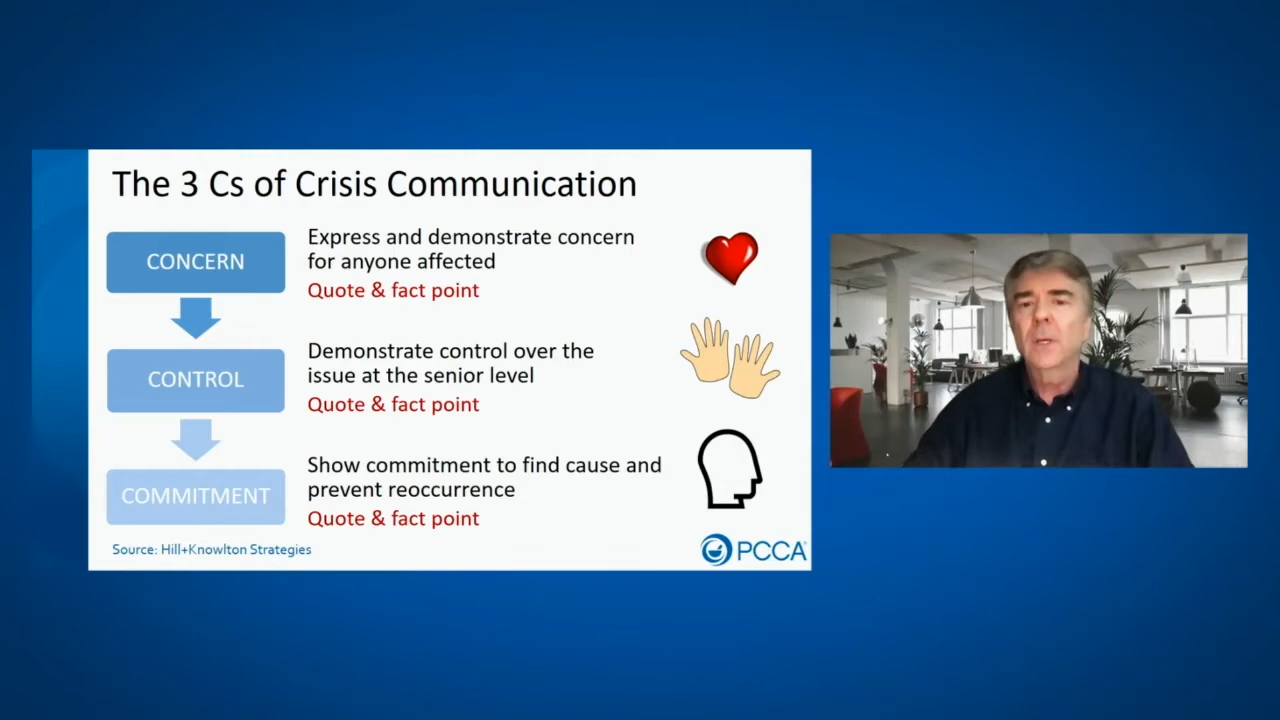 The 3 Cs of Crisis Communication
CONCERN
Express and demonstrate concern
for anyone affected
Quote & fact point
CONTROL
Demonstrate control over the
issue at the senior level
Quote & fact point
COMMITMENT
Show commitment to find cause and
prevent reoccurrence
Quote & fact point
Source: Hill+Knowlton Strategies
PCCA